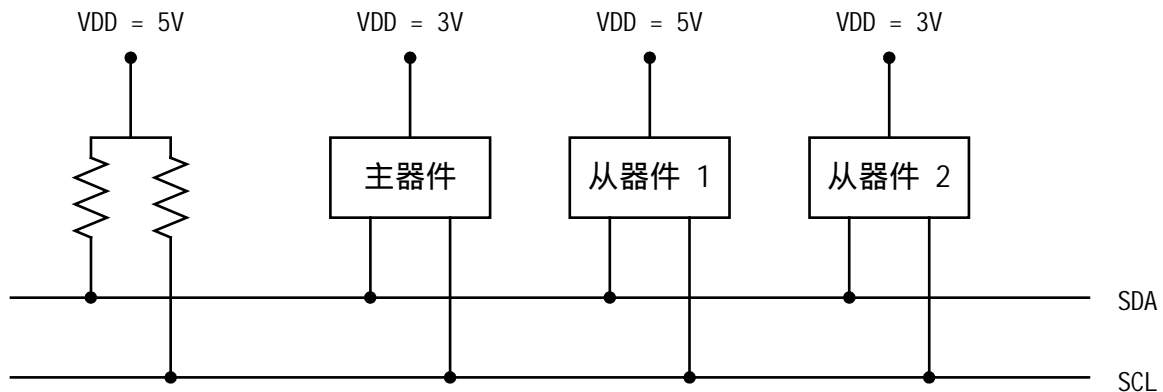 VDD = 5V
VDD = 3V
VDD = 5V
VDD = 3V
主器件
从器件 1
从器件 2
SDA
SCL